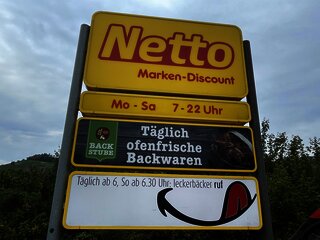 Netto
Marken-Discount
Mo - Sa 7-22 Uhr
BACK
STUBE
Täglich
ofenfrische
Backwaren
Täglich ab 6, So ab 6.30 Uhr: leckerbäcker ruf